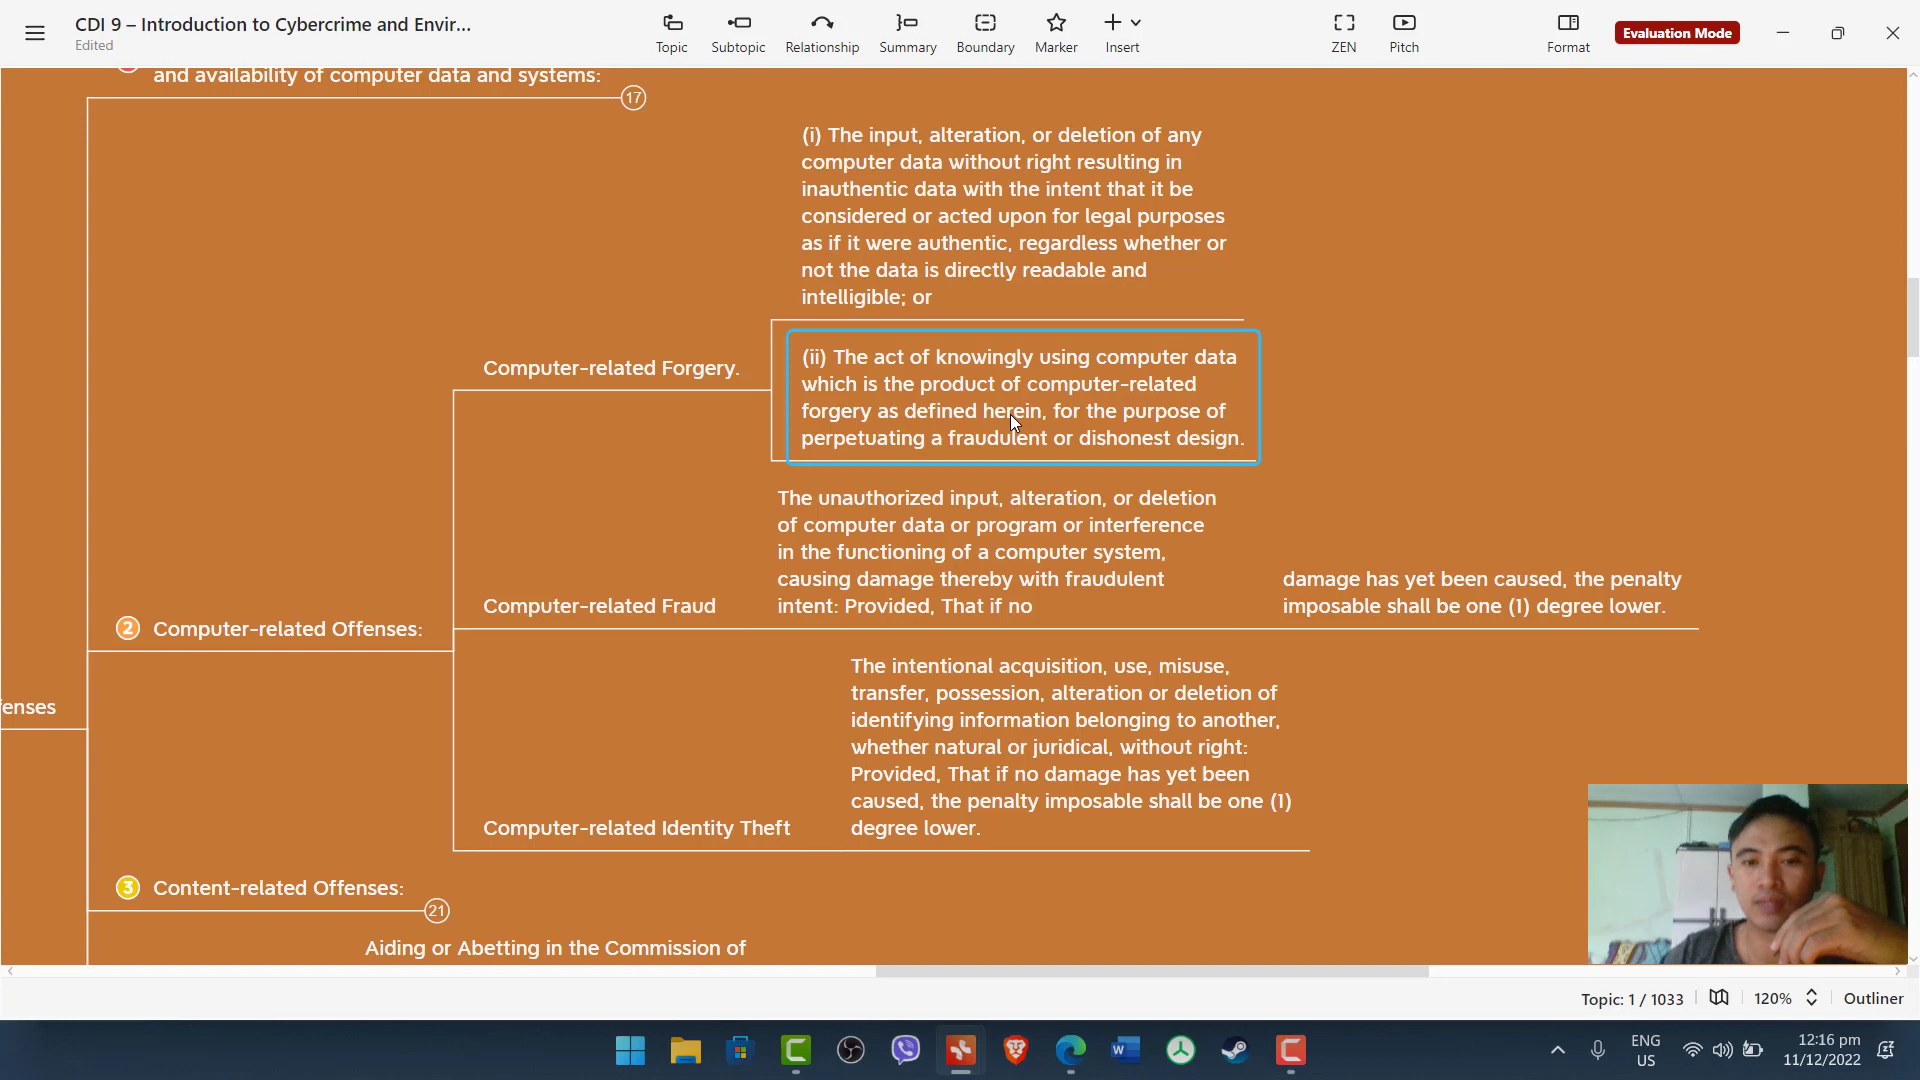 CDI 9 – Introduction to Cybercrime and Envir...
Edited
Topic
Subtopic
Relationship
Summary
Boundary
Marker
Insert
ZEN
Pitch
Format
Evaluation Mode
and availability of computer data and systems:
17
(i) The input, alteration, or deletion of any
computer data without right resulting in
inauthentic data with the intent that it be
considered or acted upon for legal purposes
as if it were authentic, regardless whether or
not the data is directly readable and
intelligible; or
Computer-related Forgery.
(ii) The act of knowingly using computer data
which is the product of computer-related
forgery as defined herein, for the purpose of
perpetuating a fraudulent or dishonest design.
The unauthorized input, alteration, or deletion
of computer data or program or interference
in the functioning of a computer system,
causing damage thereby with fraudulent
intent: Provided, That if no
damage has yet been caused, the penalty
imposable shall be one (1) degree lower.
Computer-related Fraud
2 Computer-related Offenses:
The intentional acquisition, use, misuse,
transfer, possession, alteration or deletion of
identifying information belonging to another,
whether natural or juridical, without right:
Provided, That if no damage has yet been
caused, the penalty imposable shall be one (1)
degree lower.
Computer-related Identity Theft
fenses
3 Content-related Offenses:
21
Aiding or Abetting in the Commission of
Topic: 1 / 1033
120%
Outliner
ENG
US
12:16 pm
11/12/2022